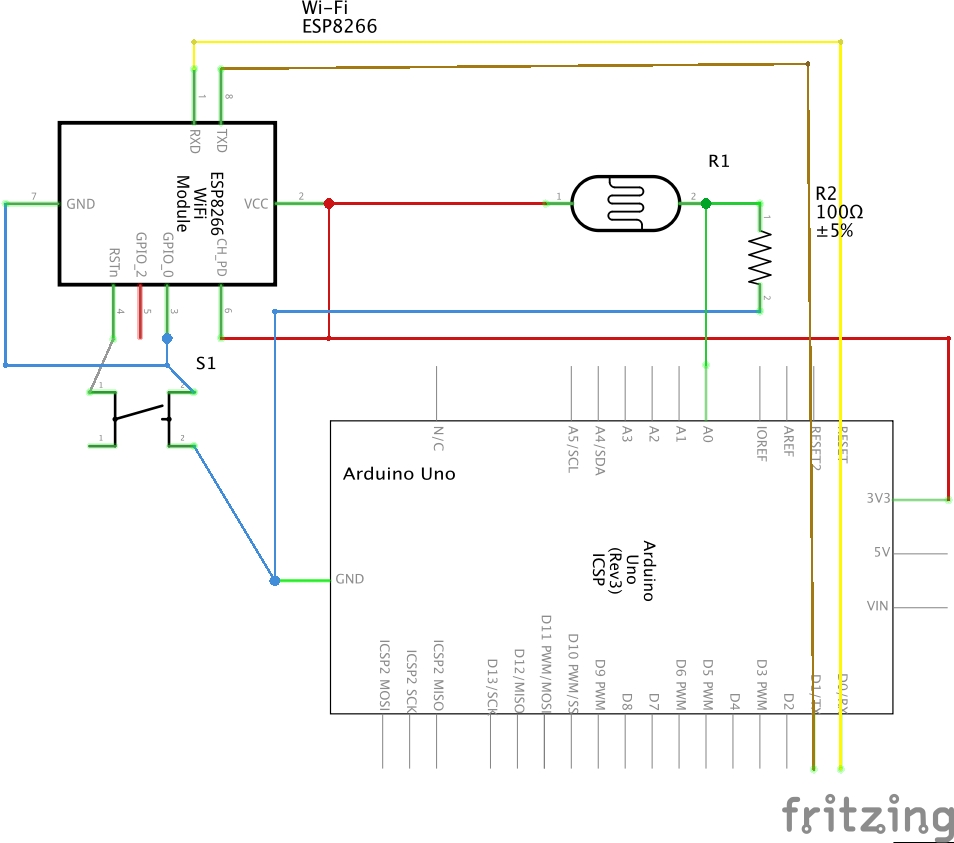 Wi-Fi
ESP8266
1
8
RXD
TXD
7
GND
ESP8266
WiFi
Module
VCC
2
RSTn
GPIO_2
GPIO_0
CH_PD
4
5
3
6
1
2
R1
R2
100Ω
±5%
1
2
S1
1
2
1
2
N/C
A5/SCL
A4/SDA
A3
A2
A1
A0
IOREF
AREF
RESET2
RESET
Arduino Uno
3V3
5V
VIN
GND
Arduino
Uno
(Rev3)
ICSP
ICSP2 MOSI
ICSP2 SCK
ICSP2 MISO
D13/SCK
D12/MISO
D11 PWM/MOSI
D10 PWM/SS
D9 PWM
D8
D7
D6 PWM
D5 PWM
D4
D3 PWM
D2
D1/TX
D0/RX
fritzing